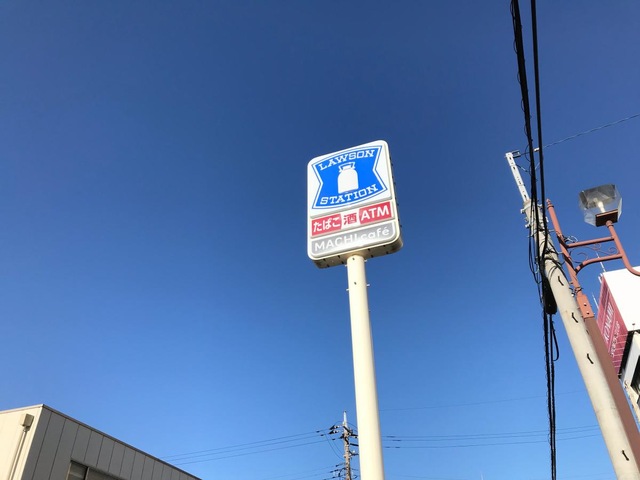 LAWSON
STATION
たばこ 酒 ATM
MACHI café